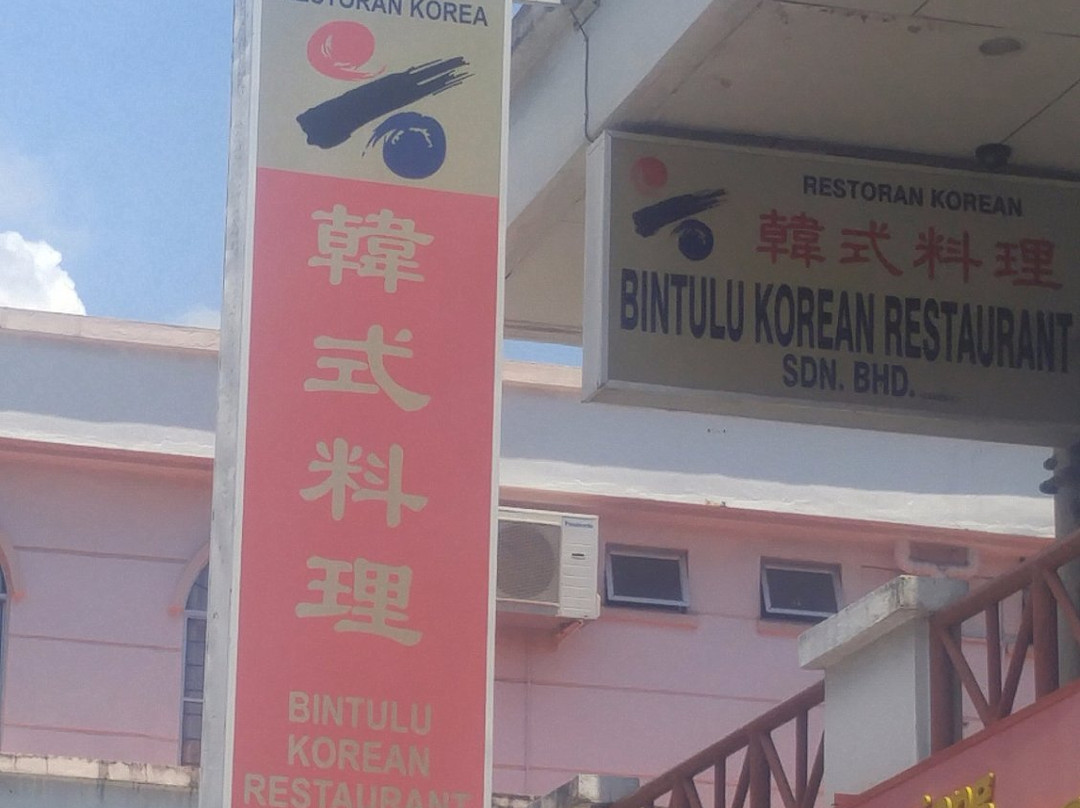 RESTORAN KOREA
韓式料理
BINTULU
KOREAN
RESTAURANT
RESTORAN KOREAN
韓式料理
BINTULU KOREAN RESTAURANT
SDN. BHD.
Panasonic